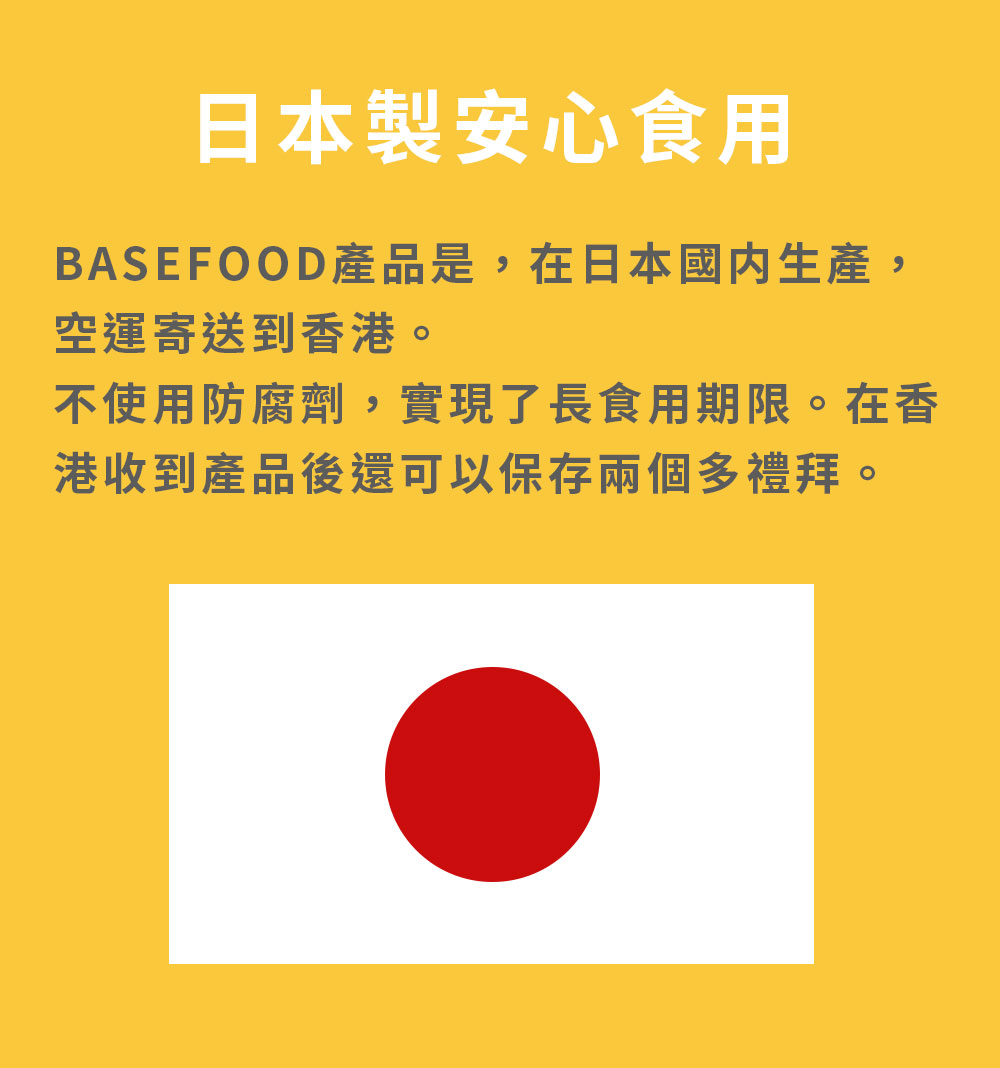 日本製安心食用
BASEFOOD產品是，在日本國内生產，
空運寄送到香港。
不使用防腐劑，實現了長食用期限。在香
港收到產品後還可以保存兩個多禮拜。